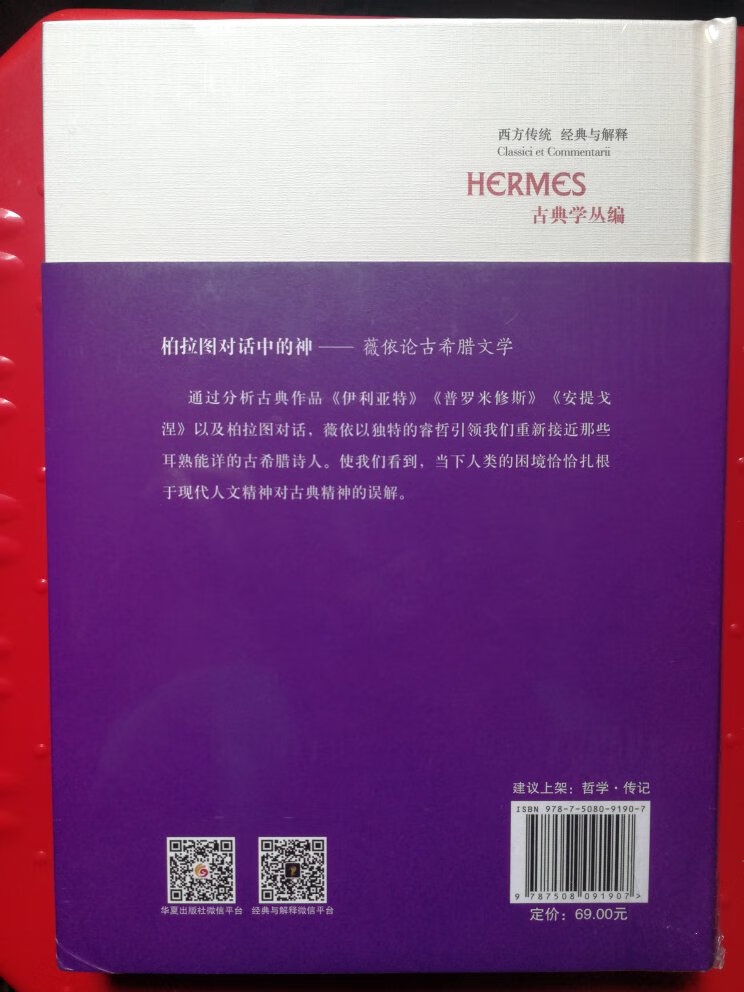 西方传统 经典与解释
Classici et Commentarii
HERMES
古典学丛编
柏拉图对话中的神——薇依论古希腊文学
通过分析古典作品《伊利亚特》《普罗米修斯》《安提戈
涅》以及柏拉图对话，薇依以独特的睿哲引领我们重新接近那些
耳熟能详的古希腊诗人。使我们看到，当下人类的困境恰恰扎根
于现代人文精神对古典精神的误解。
建议上架：哲学·传记
ISBN 978-7-5080-9190-7
9 787508 091907 >
定价：69.00元
华夏出版社微信平台
经典与解释微信平台